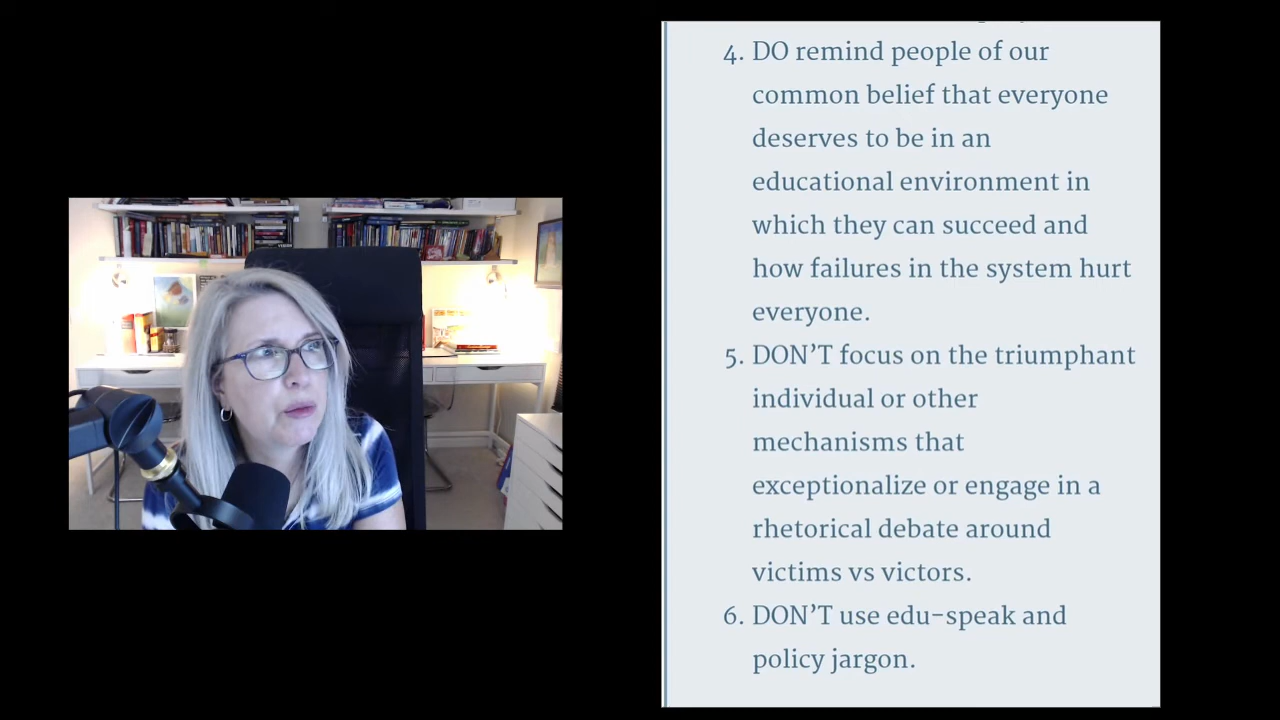 4. DO remind people of our
common belief that everyone
deserves to be in an
educational environment in
which they can succeed and
how failures in the system hurt
everyone.
5. DON’T focus on the triumphant
individual or other
mechanisms that
exceptionalize or engage in a
rhetorical debate around
victims vs victors.
6. DON’T use edu-speak and
policy jargon.